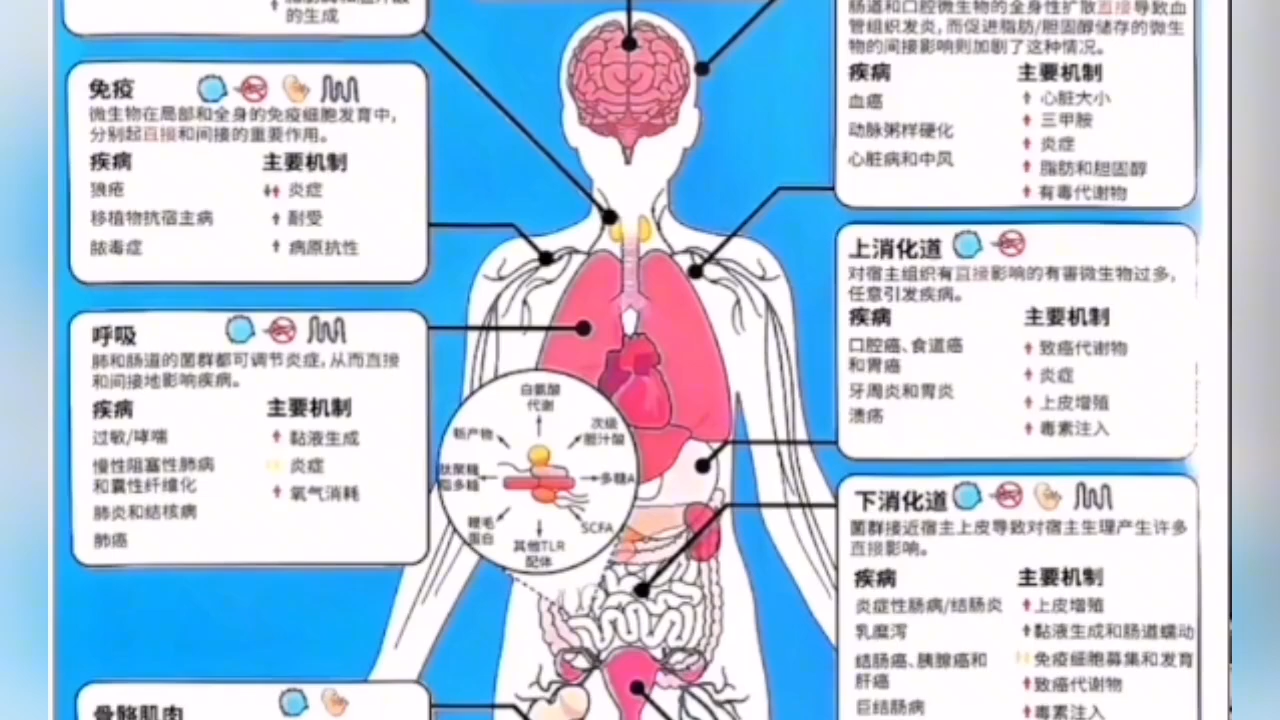 的生成
免疫
微生物在局部和全身的免疫细胞发育中，
分别起直接和间接的重要作用。
疾病 主要机制
狼疮 炎症
移植物抗宿主病 耐受
脓毒症 病原抗性
呼吸
肺和肠道的菌群都可调节炎症，从而直接
和间接地影响疾病。
疾病 主要机制
过敏/哮喘 黏液生成
慢性阻塞性肺病
和囊性纤维化
炎症
氧气消耗
肺炎和结核病
肺癌
骨骼肌肉
白氨酸
代谢
次级
胆汁酸
多糖A
SCFA
其他TLR
配体
鞭毛
蛋白
肽聚糖
脂多糖
新产物
肠道和口腔微生物的全身性扩散直接导致血
管组织发炎，而促进脂肪/胆固醇储存的微生
物的间接影响则加剧了这种情况。
疾病 主要机制
血癌 心脏大小
三甲胺
动脉粥样硬化 炎症
心脏病和中风 脂肪和胆固醇
有毒代谢物
上消化道
对宿主组织有直接影响的有害微生物过多，
任意引发疾病。
疾病 主要机制
口腔癌、食道癌
和胃癌
致癌代谢物
炎症
牙周炎和胃炎 上皮增殖
溃疡 毒素注入
下消化道
菌群接近宿主上皮导致对宿主生理产生许多
直接影响。
疾病 主要机制
炎症性肠病/结肠炎 上皮增殖
乳糜泻 黏液生成和肠道蠕动
结肠癌、胰腺癌和
肝癌
免疫细胞募集和发育
致癌代谢物
巨结肠病 毒素注入